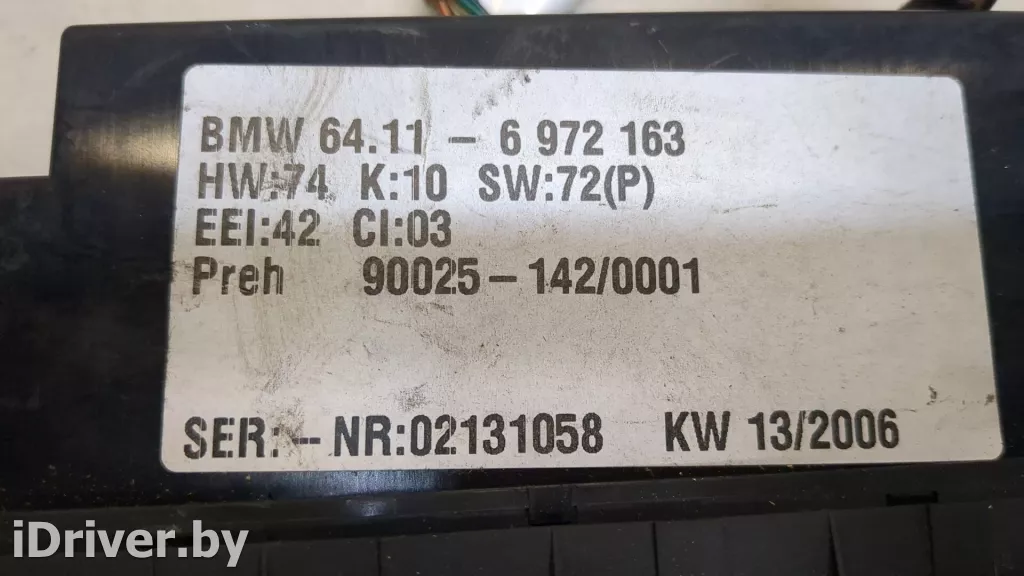 BMW 64.11 – 6 972 163
HW:74 K:10 SW:72(P)
EEI:42 CI:03
Preh 90025–142/0001
SER:–NR:02131058 KW 13/2006
iDriver.by